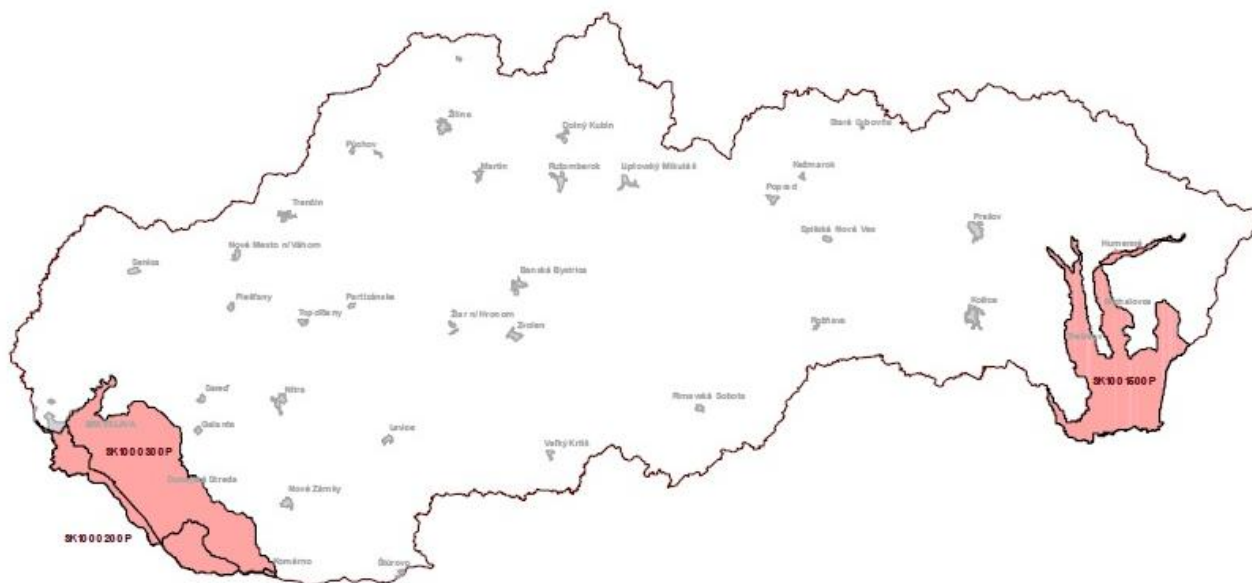 Žilina
Dolný Kubín
Stará Ľubovňa
Púchov
Martin
Ružomberok
Liptovský Mikuláš
Kežmarok
Poprad
Trenčín
Prešov
Nové Mesto n/Váhom
Spišská Nová Ves
Humenné
Senica
Banská Bystrica
Piešťany
Partizánske
Topoľčany
Michalovce
Košice
Žiar n/Hronom
Zvolen
Rožňava
SK1001500P
Sereď
Nitra
Rimavská Sobota
BRATISLAVA
Galanta
Levice
SK1000300P
Veľký Krtíš
Dunajská Streda
Nové Zámky
SK1000200P
Komárno
Štúrovo